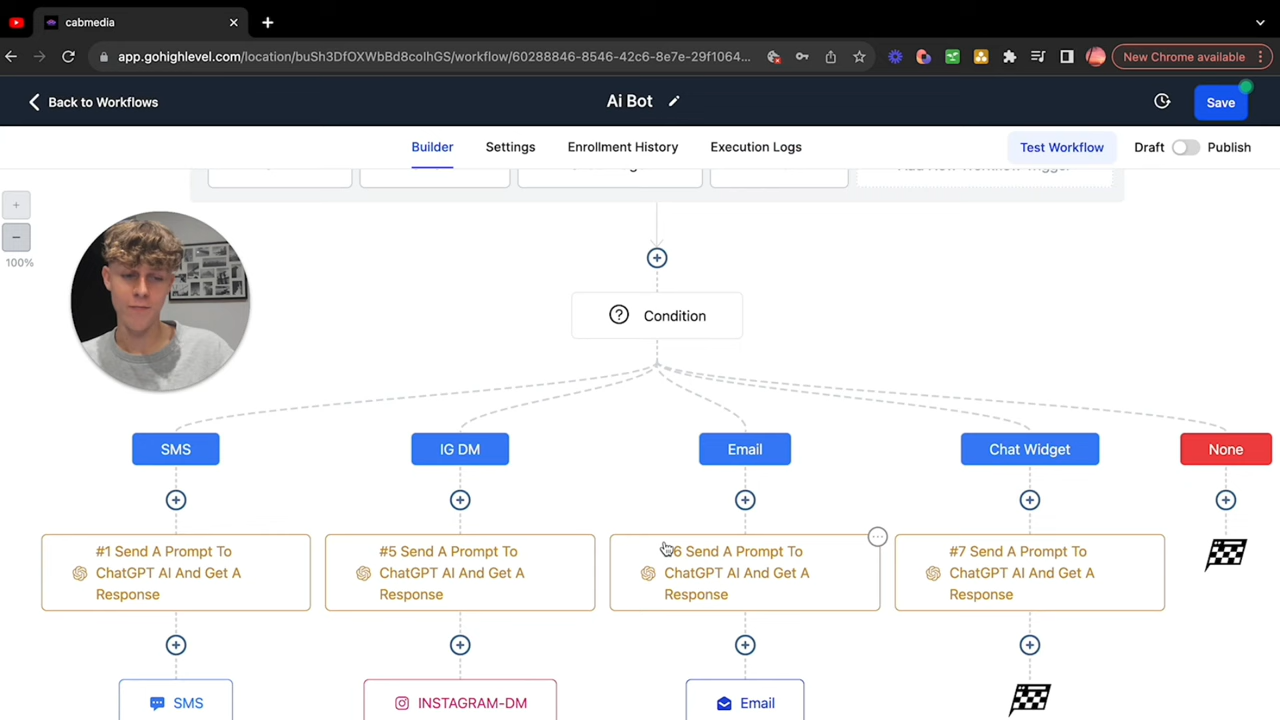 cabmedia
app.gohighlevel.com/location/buSh3DfOXWbBd8colhGS/workflow/60288846-8546-42c6-8e7e-29f1064...
New Chrome available
Back to Workflows
Ai Bot
Save
Builder
Settings
Enrollment History
Execution Logs
Test Workflow
Draft
Publish
100%
Condition
SMS
IG DM
Email
Chat Widget
None
#1 Send A Prompt To
ChatGPT AI And Get A
Response
#5 Send A Prompt To
ChatGPT AI And Get A
Response
#6 Send A Prompt To
ChatGPT AI And Get A
Response
#7 Send A Prompt To
ChatGPT AI And Get A
Response
SMS
INSTAGRAM-DM
Email